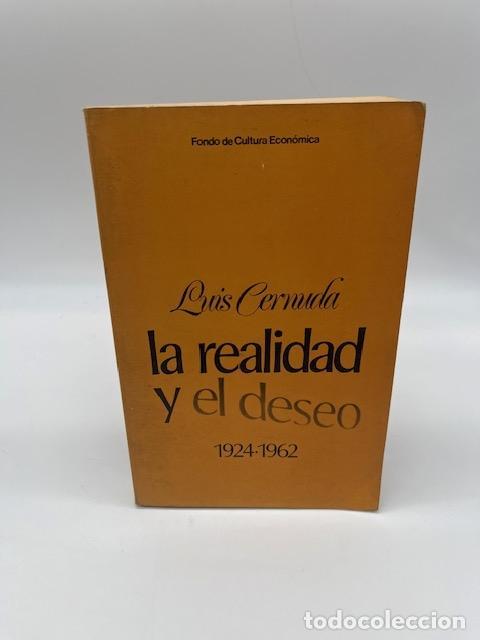 Fondo de Cultura Económica
Luis Cernuda
la realidad
y el deseo
1924-1962
todocoleccion